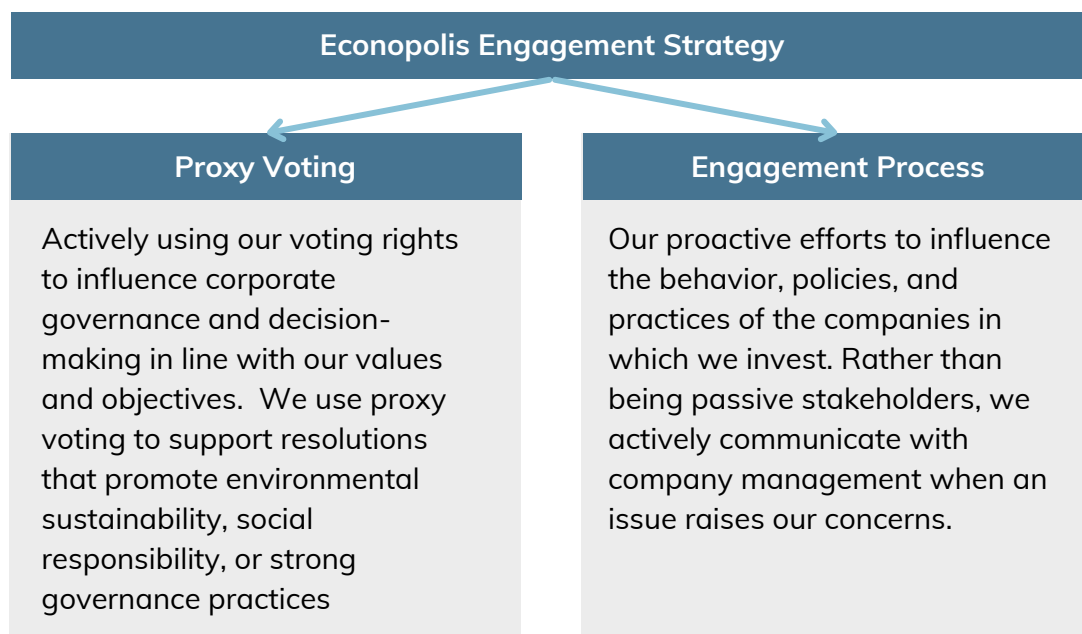 Econopolis Engagement Strategy
Proxy Voting
Actively using our voting rights
to influence corporate
governance and decision-
making in line with our values
and objectives.  We use proxy
voting to support resolutions
that promote environmental
sustainability, social
responsibility, or strong
governance practices
Engagement Process
Our proactive efforts to influence
the behavior, policies, and
practices of the companies in
which we invest. Rather than
being passive stakeholders, we
actively communicate with
company management when an
issue raises our concerns.